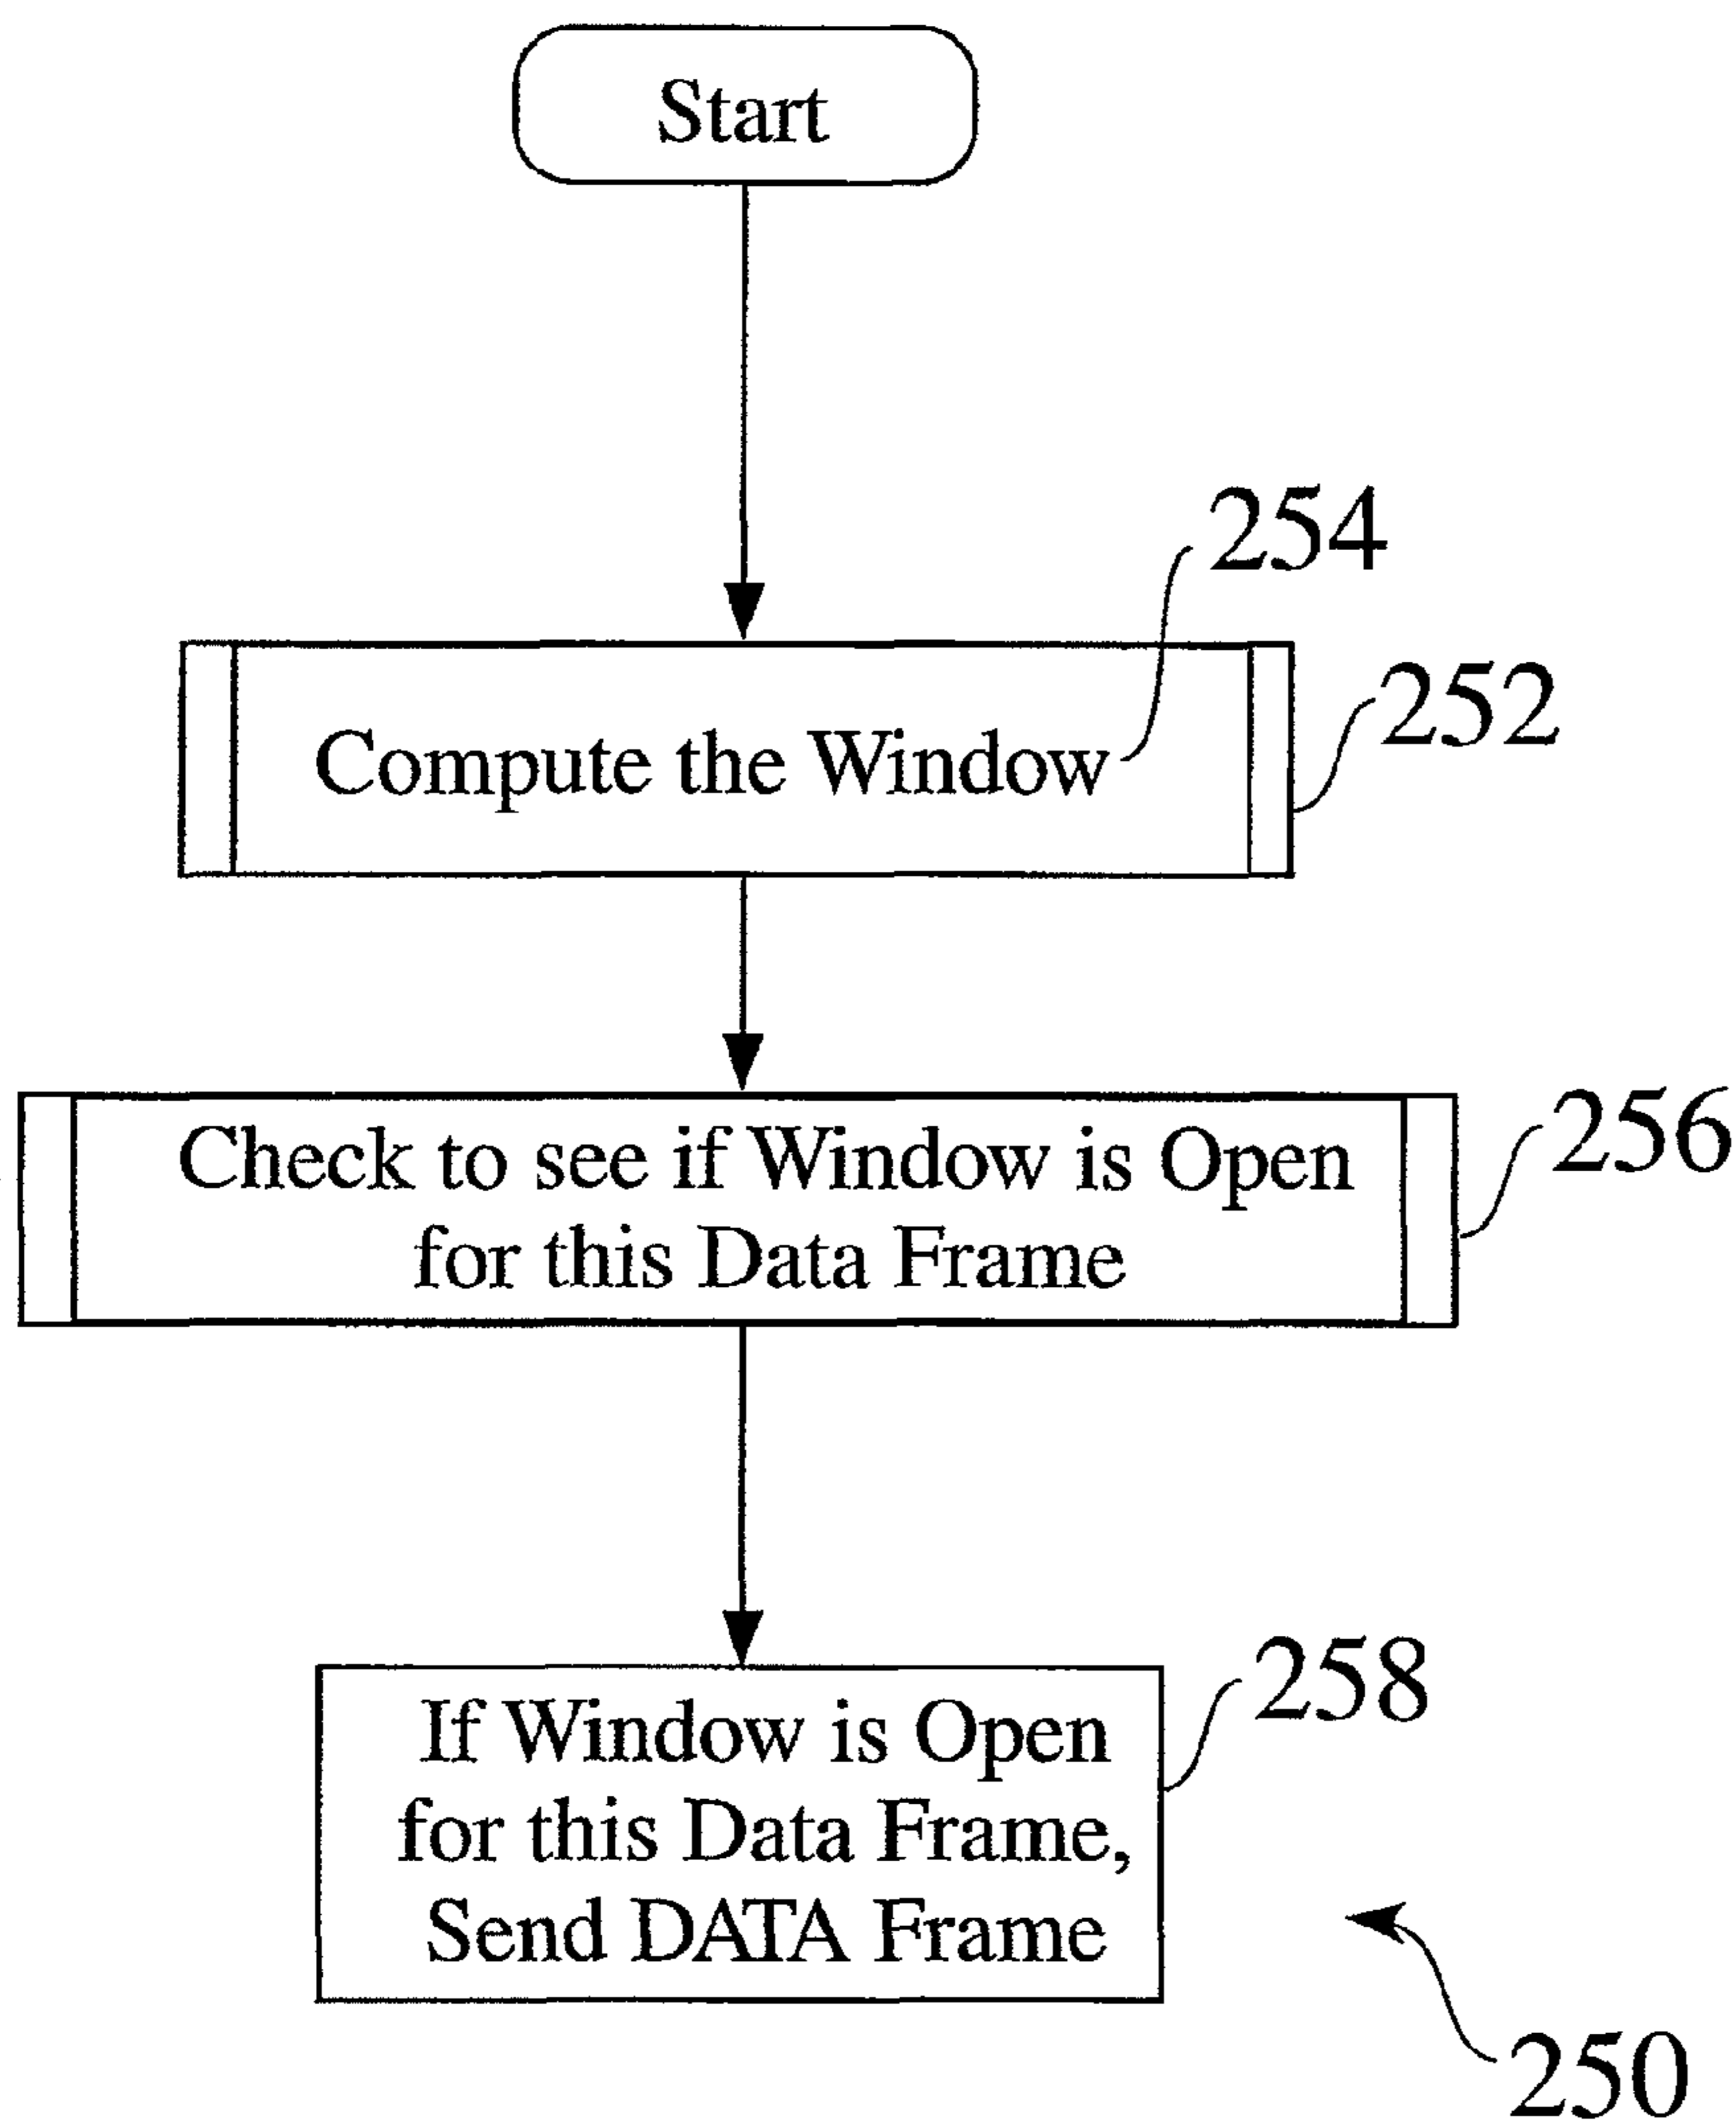 Start
254
252
Compute the Window
256
Check to see if Window is Open
for this Data Frame
258
If Window is Open
for this Data Frame,
Send DATA Frame
250